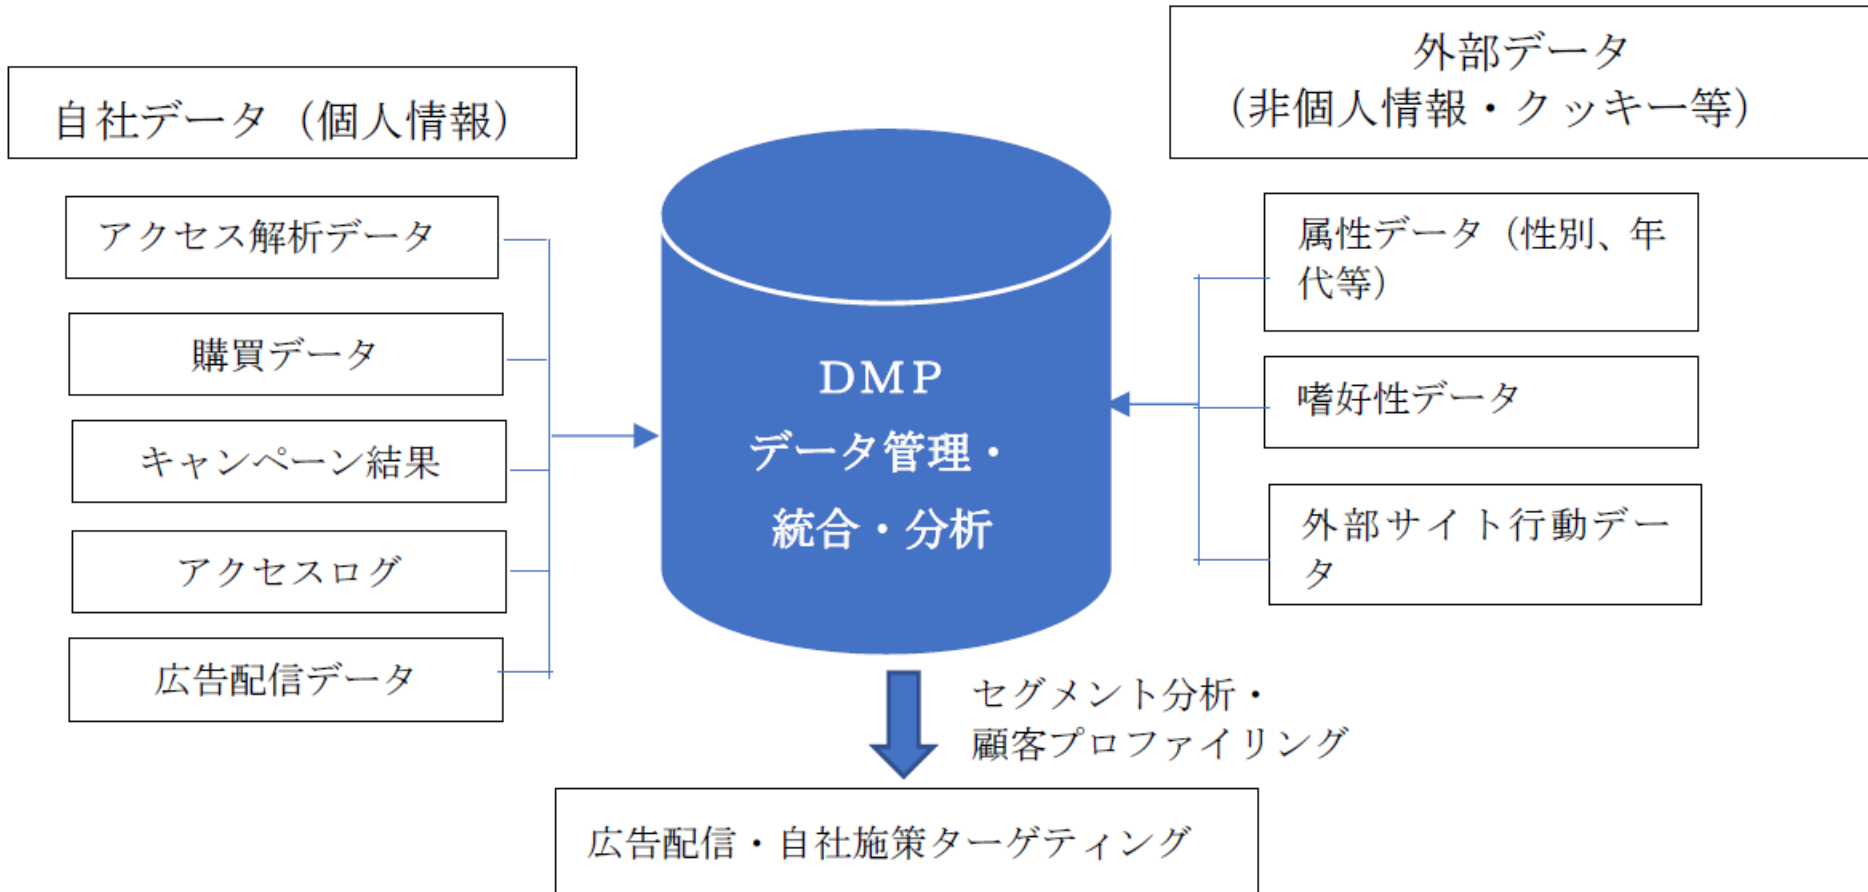 自社データ（個人情報）
アクセス解析データ
購買データ
キャンペーン結果
アクセスログ
広告配信データ
ＤＭＰ
データ管理・
統合・分析
外部データ
（非個人情報・クッキー等）
属性データ（性別、年
代等）
嗜好性データ
外部サイト行動デー
タ
セグメント分析・
顧客プロファイリング
広告配信・自社施策ターゲティング